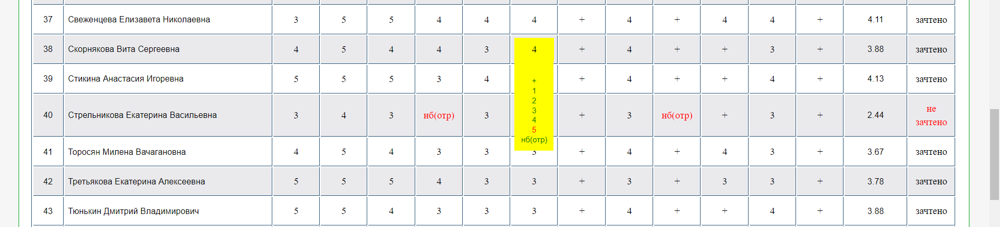 37 Свеженцева Елизавета Николаевна 3 5 5 4 4 4 + 4 + 4 4 + 4.11 зачтено
38 Скорнякова Вита Сергеевна 4 5 4 4 3 4 + 4 + + 3 + 3.88 зачтено
39 Стикина Анастасия Игоревна 5 5 5 3 4 + 4 + + 4 + 4.13 зачтено
+
1
2
3
4
5
нб(отр)
40 Стрельникова Екатерина Васильевна 3 4 3 нб(отр) 3 + 3 нб(отр) + 3 + 2.44 не
зачтено
41 Торосян Милена Вачагановна 4 5 4 3 3 3 + 4 + 4 3 + 3.67 зачтено
42 Третьякова Екатерина Алексеевна 5 5 5 4 3 3 + 3 + 3 3 + 3.78 зачтено
43 Тюнькин Дмитрий Владимирович 5 5 4 3 3 3 + 4 + + 4 + 3.88 зачтено